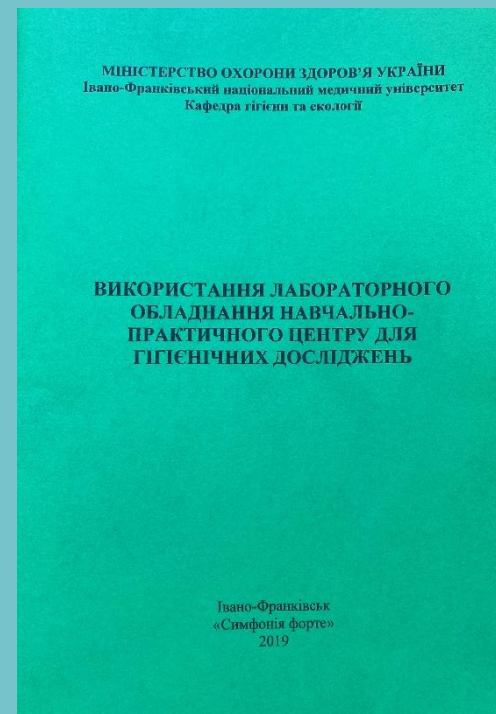 МІНІСТЕРСТВО ОХОРОНИ ЗДОРОВ'Я УКРАЇНИ
Івано-Франківський національний медичний університет
Кафедра гігієни та екології
ВИКОРИСТАННЯ ЛАБОРАТОРНОГО
ОБЛАДНАННЯ НАВЧАЛЬНО-
ПРАКТИЧНОГО ЦЕНТРУ ДЛЯ
ГІГІЄНІЧНИХ ДОСЛІДЖЕНЬ
Івано-Франківськ
«Симфонія форте»
2019